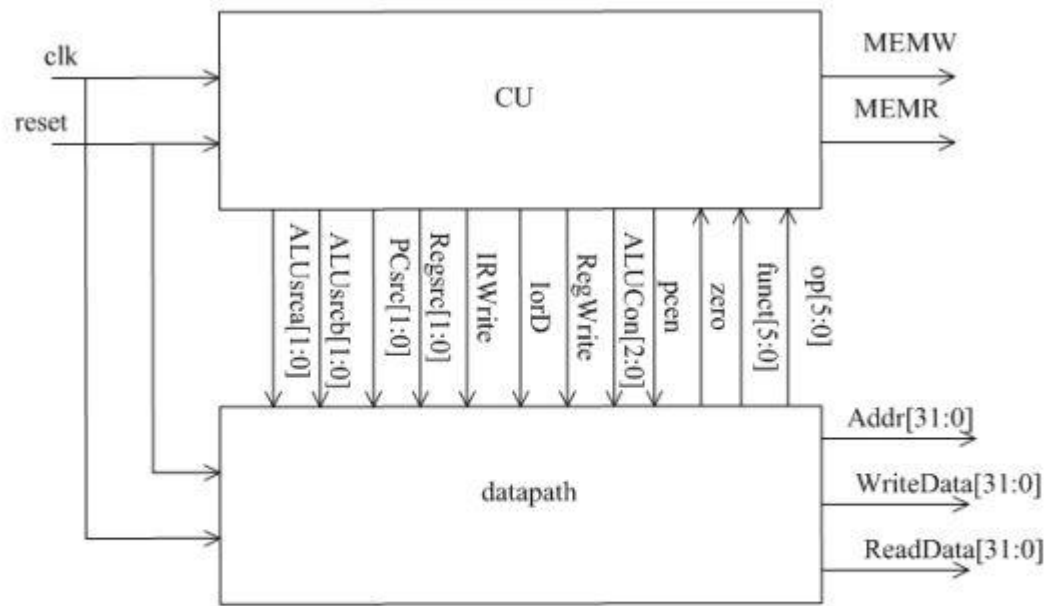 clk
reset
CU
MEMW
MEMR
ALUsrca[1:0]
ALUsrcb[1:0]
PCsrc[1:0]
Regsrc[1:0]
IRWrite
IorD
RegWrite
ALUCon[2:0]
pcen
zero
funct[5:0]
op[5:0]
datapath
Addr[31:0]
WriteData[31:0]
ReadData[31:0]